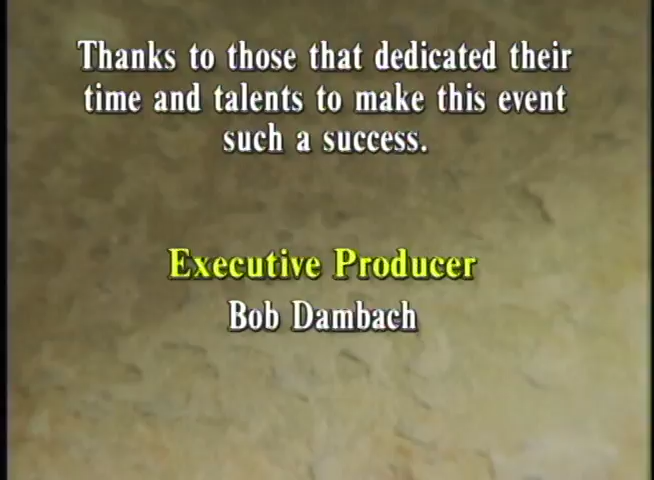 Thanks to those that dedicated their
time and talents to make this event
such a success.
Executive Producer
Bob Dambach